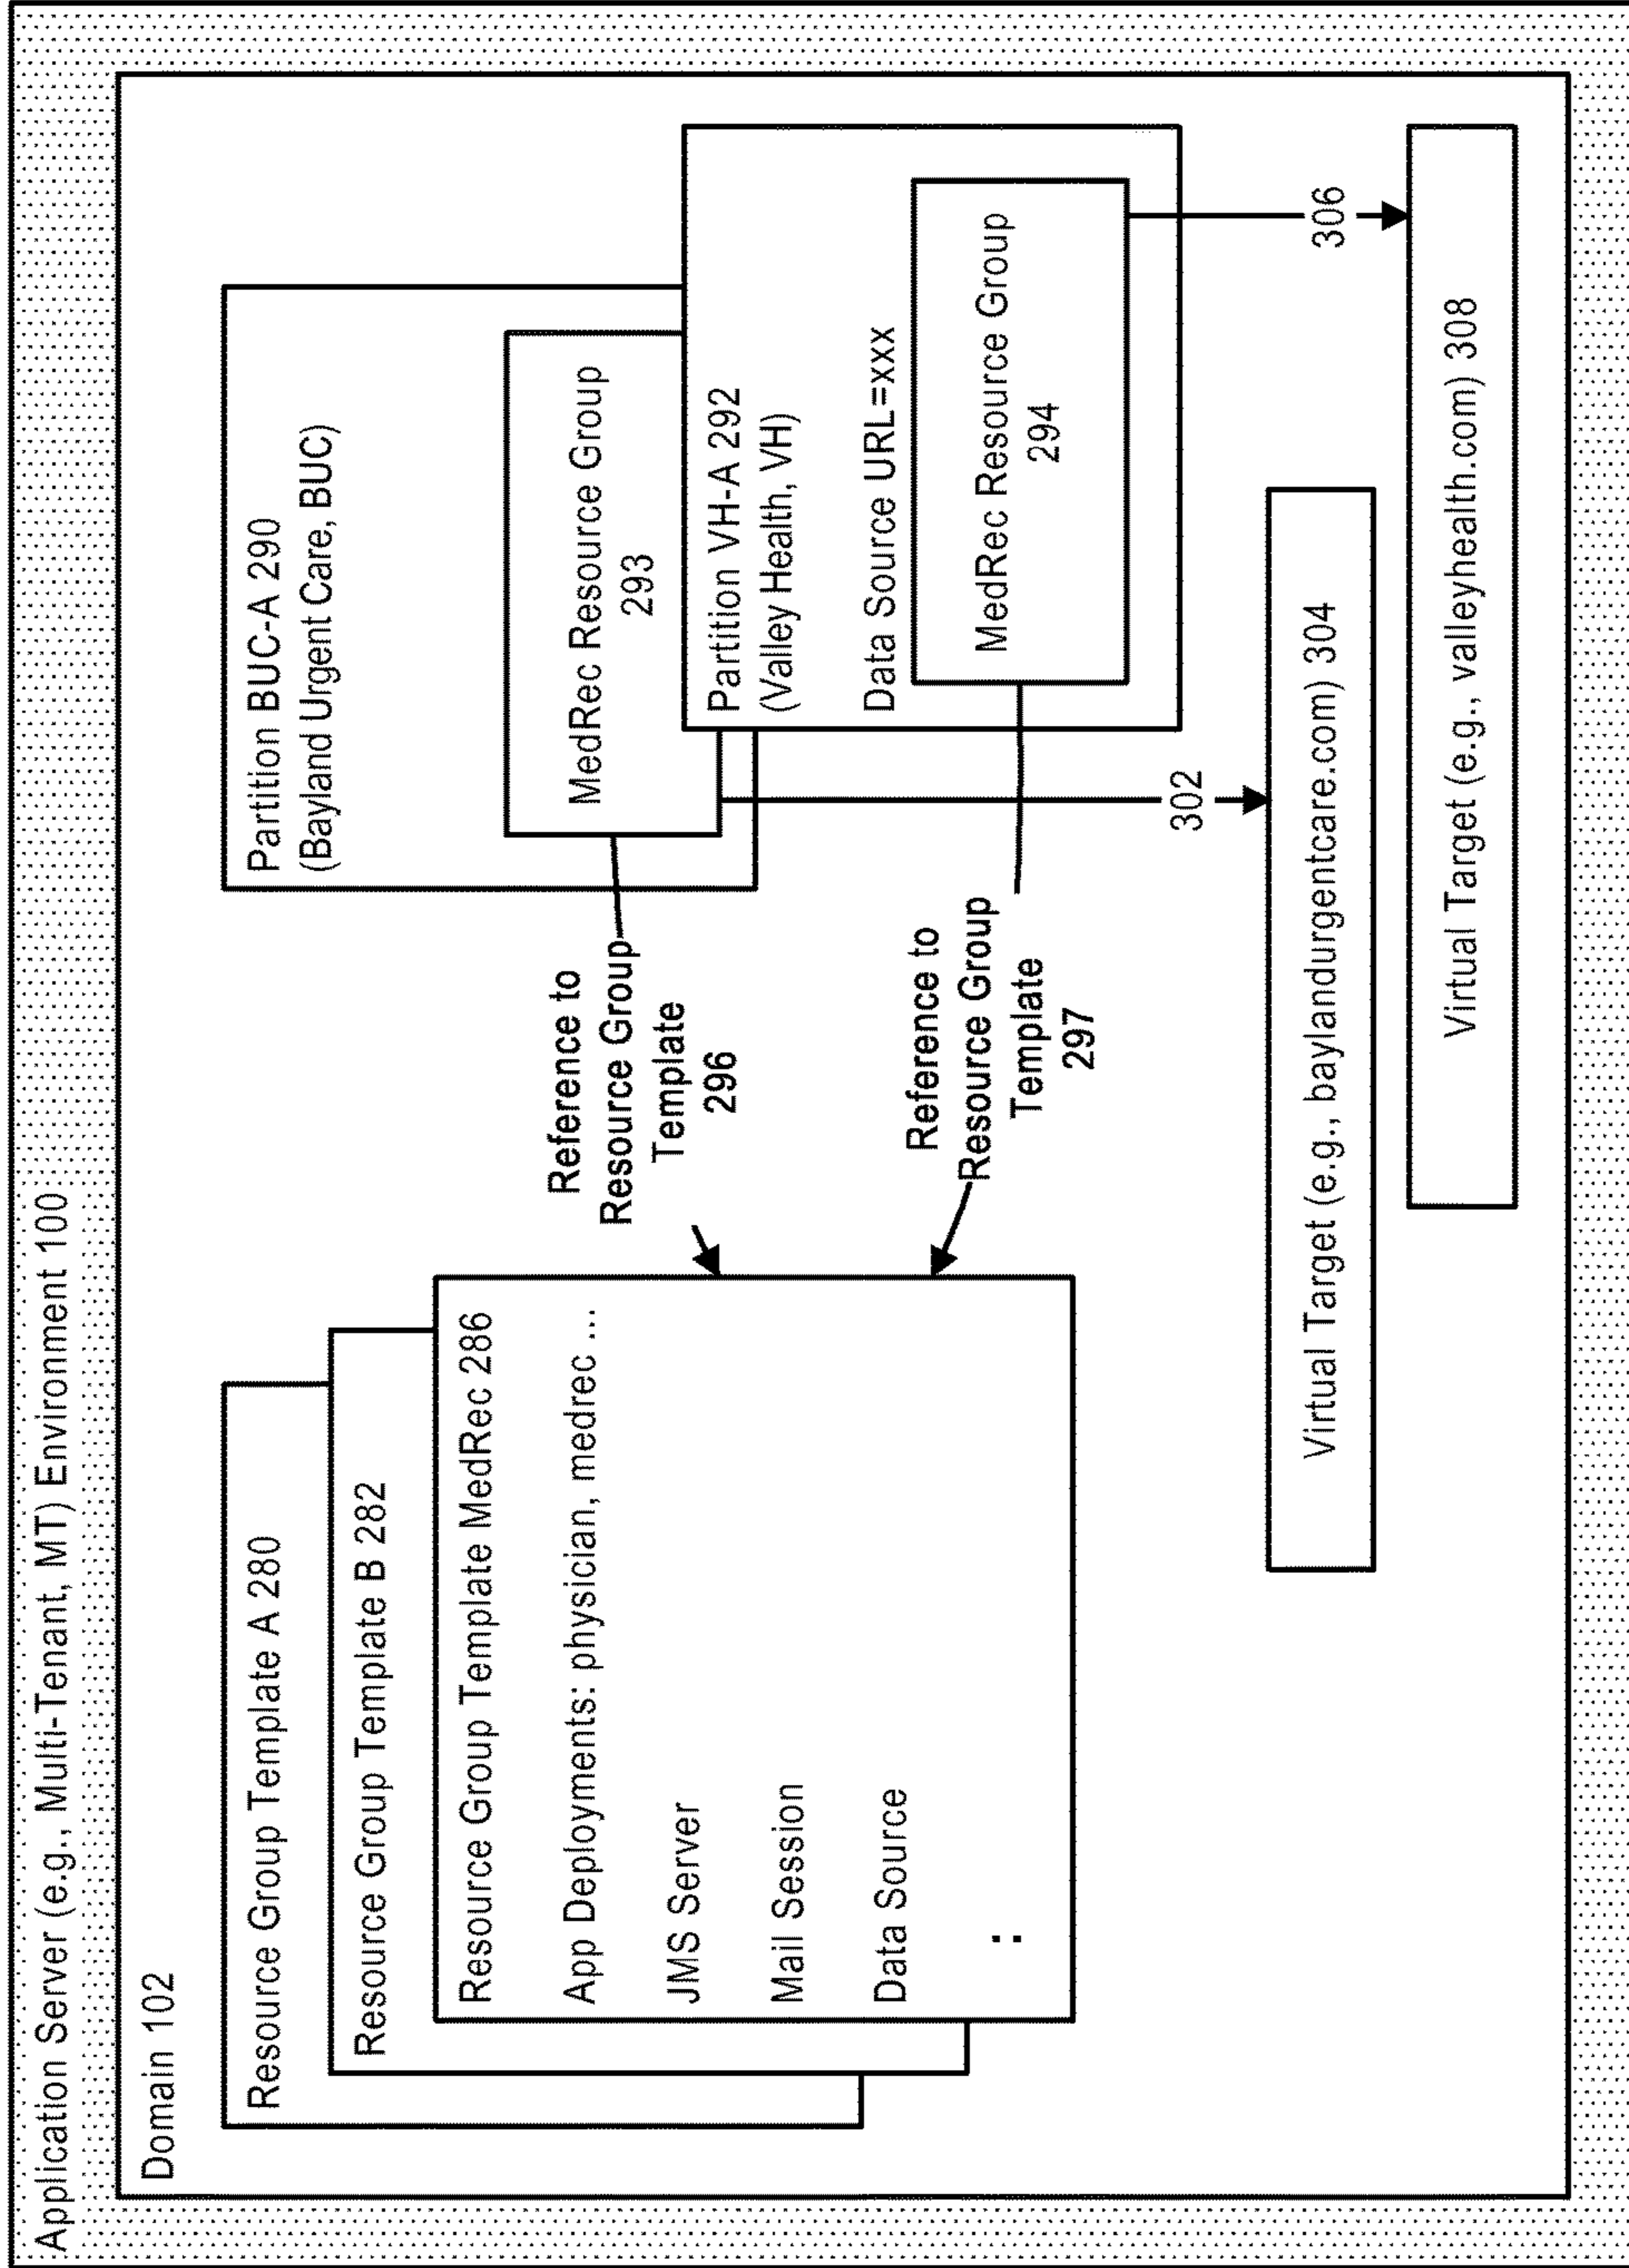 Application Server (e.g., Multi-Tenant, MT) Environment 100
Domain 102
Resource Group Template A 280
Resource Group Template B 282
Resource Group Template MedRec 286
App Deployments: physician, medrec ...
JMS Server
Mail Session
Data Source
:
Reference to
Resource Group
Template
296
Reference to
Resource Group
Template
297
Partition BUC-A 290
(Bayland Urgent Care, BUC)
MedRec Resource Group
293
Partition VH-A 292
(Valley Health, VH)
Data Source URL=xxx
MedRec Resource Group
294
302
306
Virtual Target (e.g., baylandurgentcare.com) 304
Virtual Target (e.g., valleyhealth.com) 308